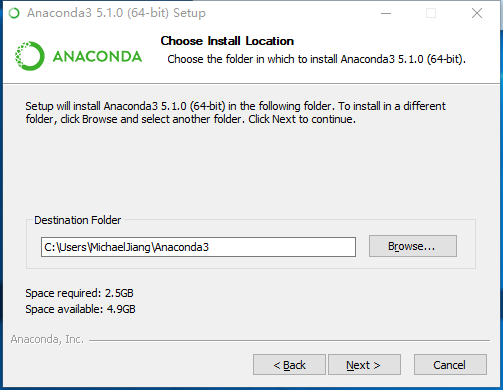 Anaconda3 5.1.0 (64-bit) Setup
ANACONDA
Choose Install Location
Choose the folder in which to install Anaconda3 5.1.0 (64-bit).
Setup will install Anaconda3 5.1.0 (64-bit) in the following folder. To install in a different
folder, click Browse and select another folder. Click Next to continue.
Destination Folder
C:\Users\MichaelJiang\Anaconda3
Browse...
Space required: 2.5GB
Space available: 4.9GB
Anaconda, Inc.
< Back
Next >
Cancel